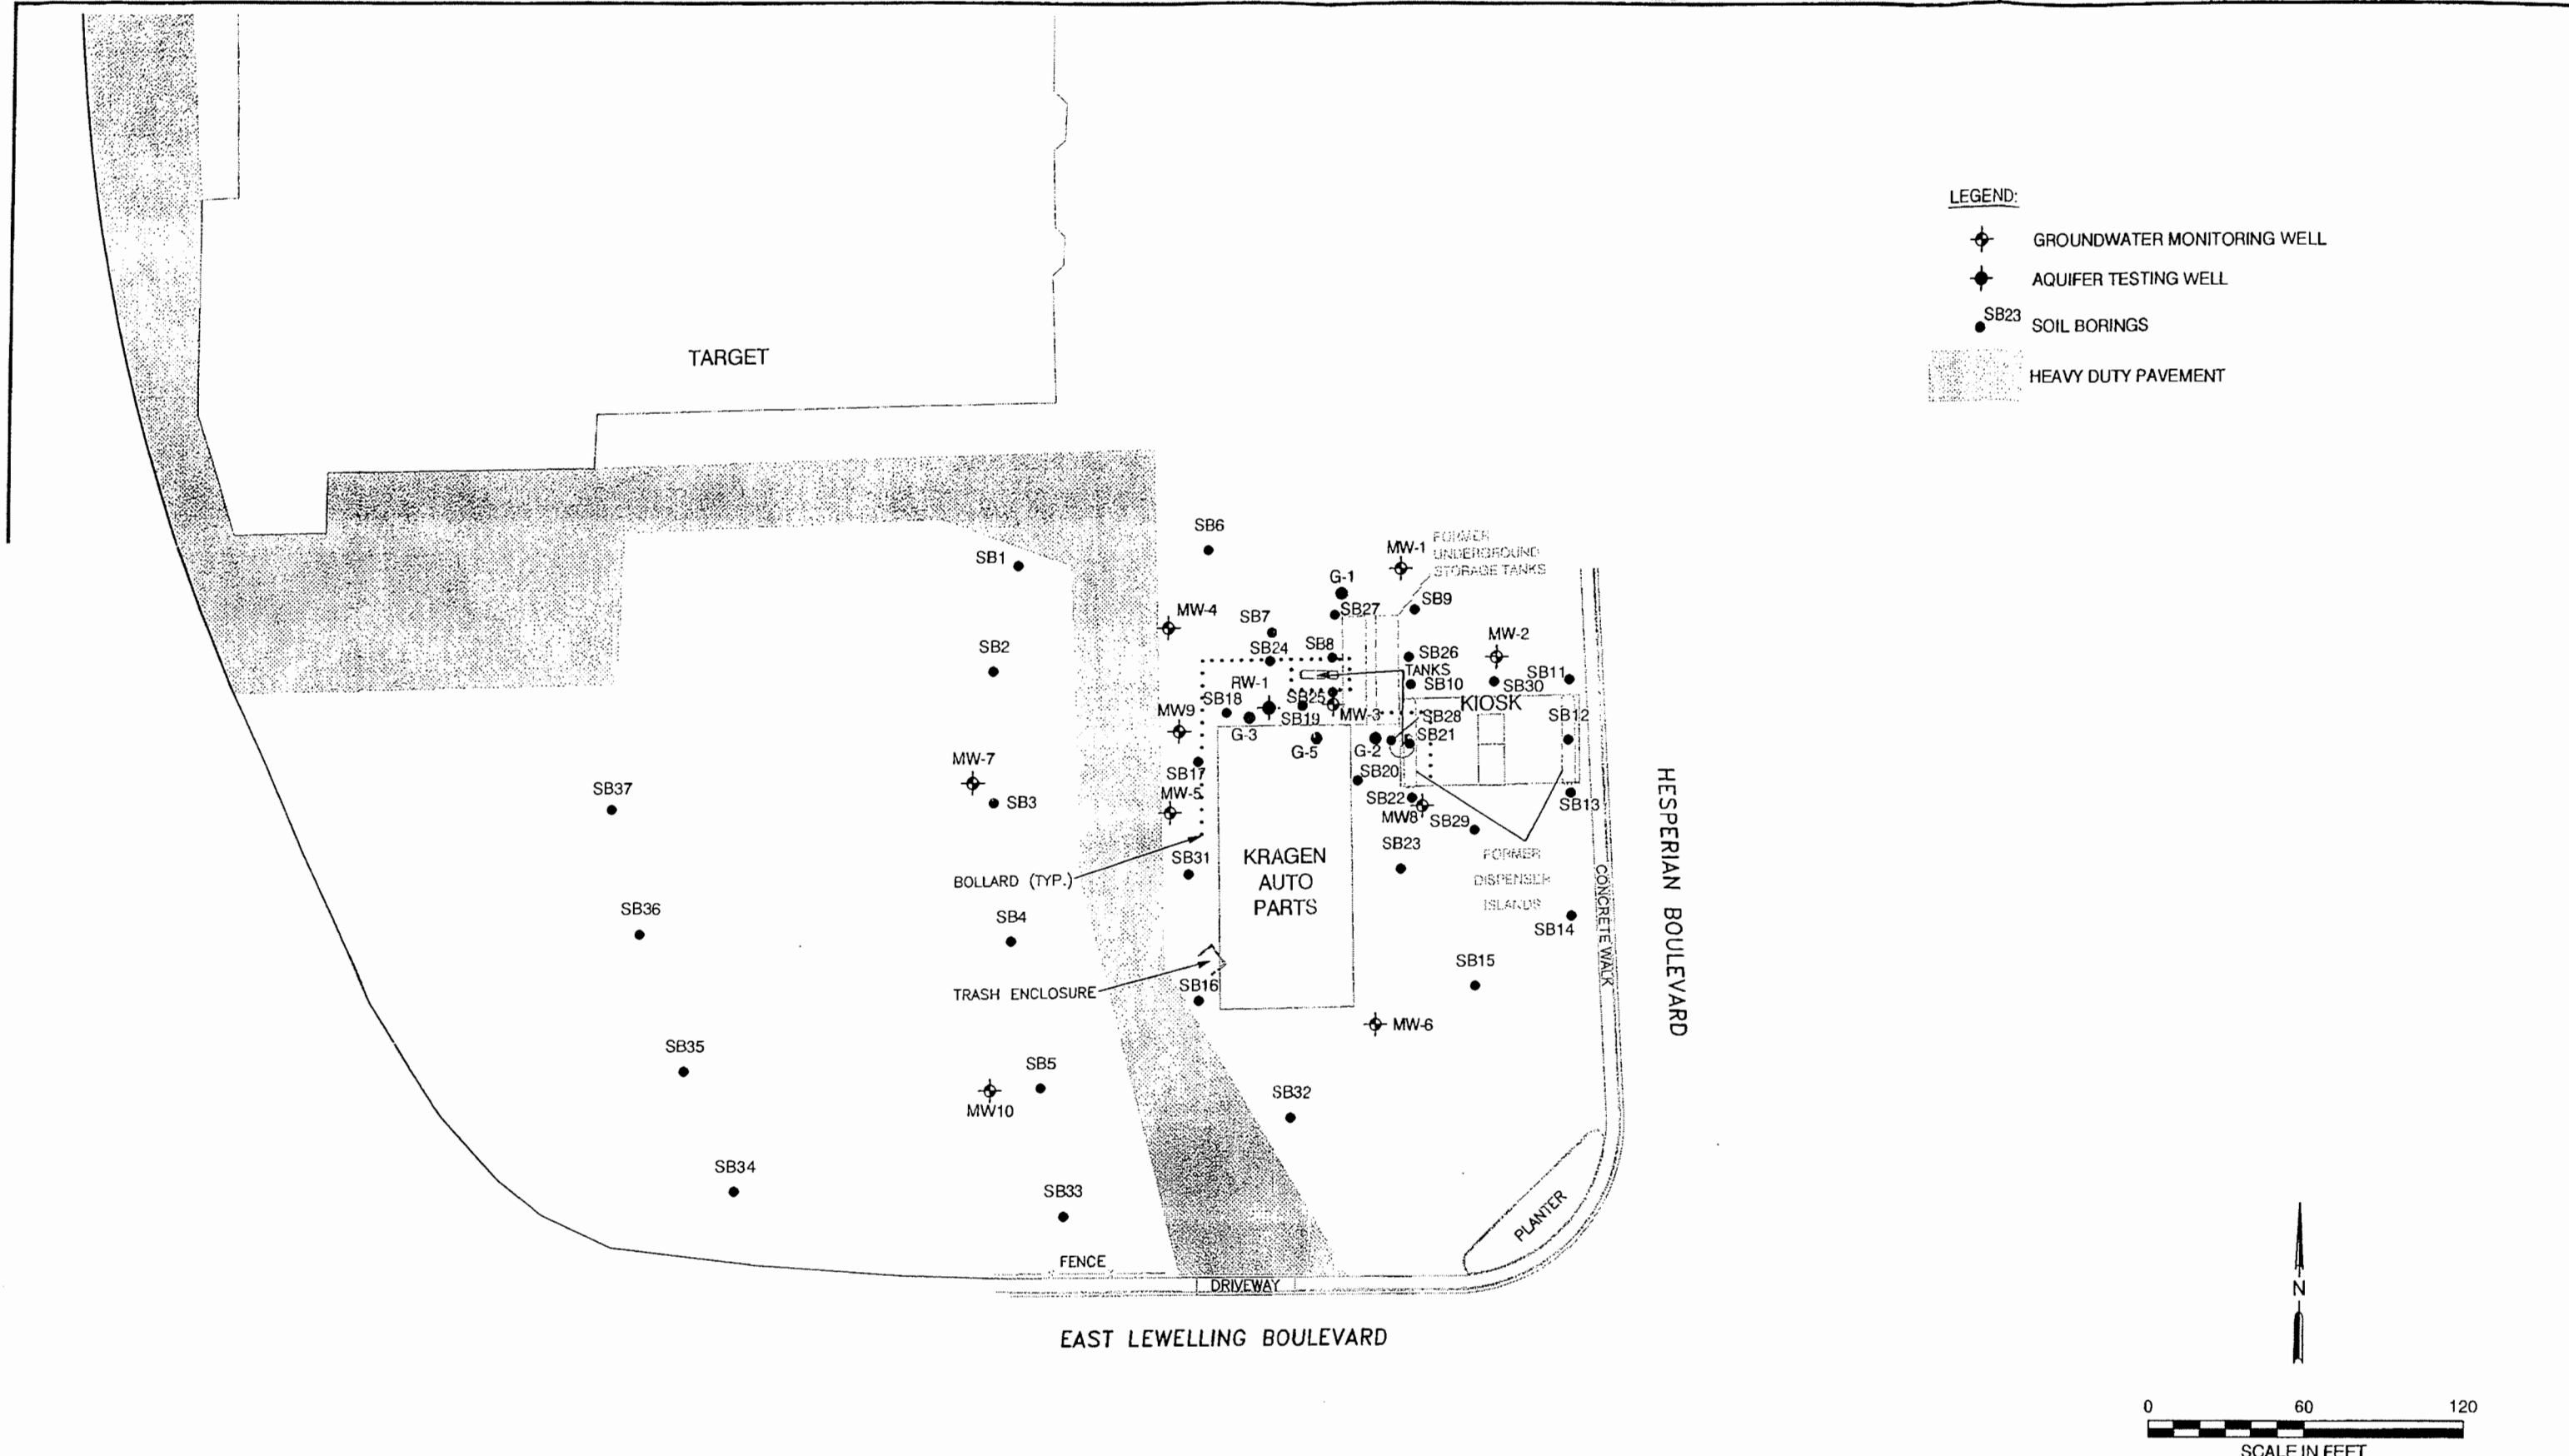 LEGEND:
GROUNDWATER MONITORING WELL
AQUIFER TESTING WELL
SB23 SOIL BORINGS
HEAVY DUTY PAVEMENT
TARGET
SB6
SB1
MW-1
FORMER
UNDERGROUND
STORAGE TANKS
G-1
SB27
SB9
MW-4
SB7
SB2
SB24
SB8
MW-2
SB26
TANKS
SB10
SB30
SB11
RW-1
SB18
SB25
KIOSK
MW9
SB19
MW-3
SB28
SB12
G-3
G-5
G-2
SB21
MW-7
SB17
SB20
SB37
SB3
MW-5
SB22
SB13
MW8
SB29
SB23
SB31
KRAGEN
AUTO
PARTS
FORMER
DISPENSER
ISLANDS
BOLLARD (TYP.)
SB36
SB4
SB14
CONCRETE WALK
HESPERIAN BOULEVARD
SB15
TRASH ENCLOSURE
SB16
MW-6
SB35
SB5
MW10
SB32
SB34
SB33
PLANTER
FENCE
DRIVEWAY
EAST LEWELLING BOULEVARD
N
0 60 120
SCALE IN FEET